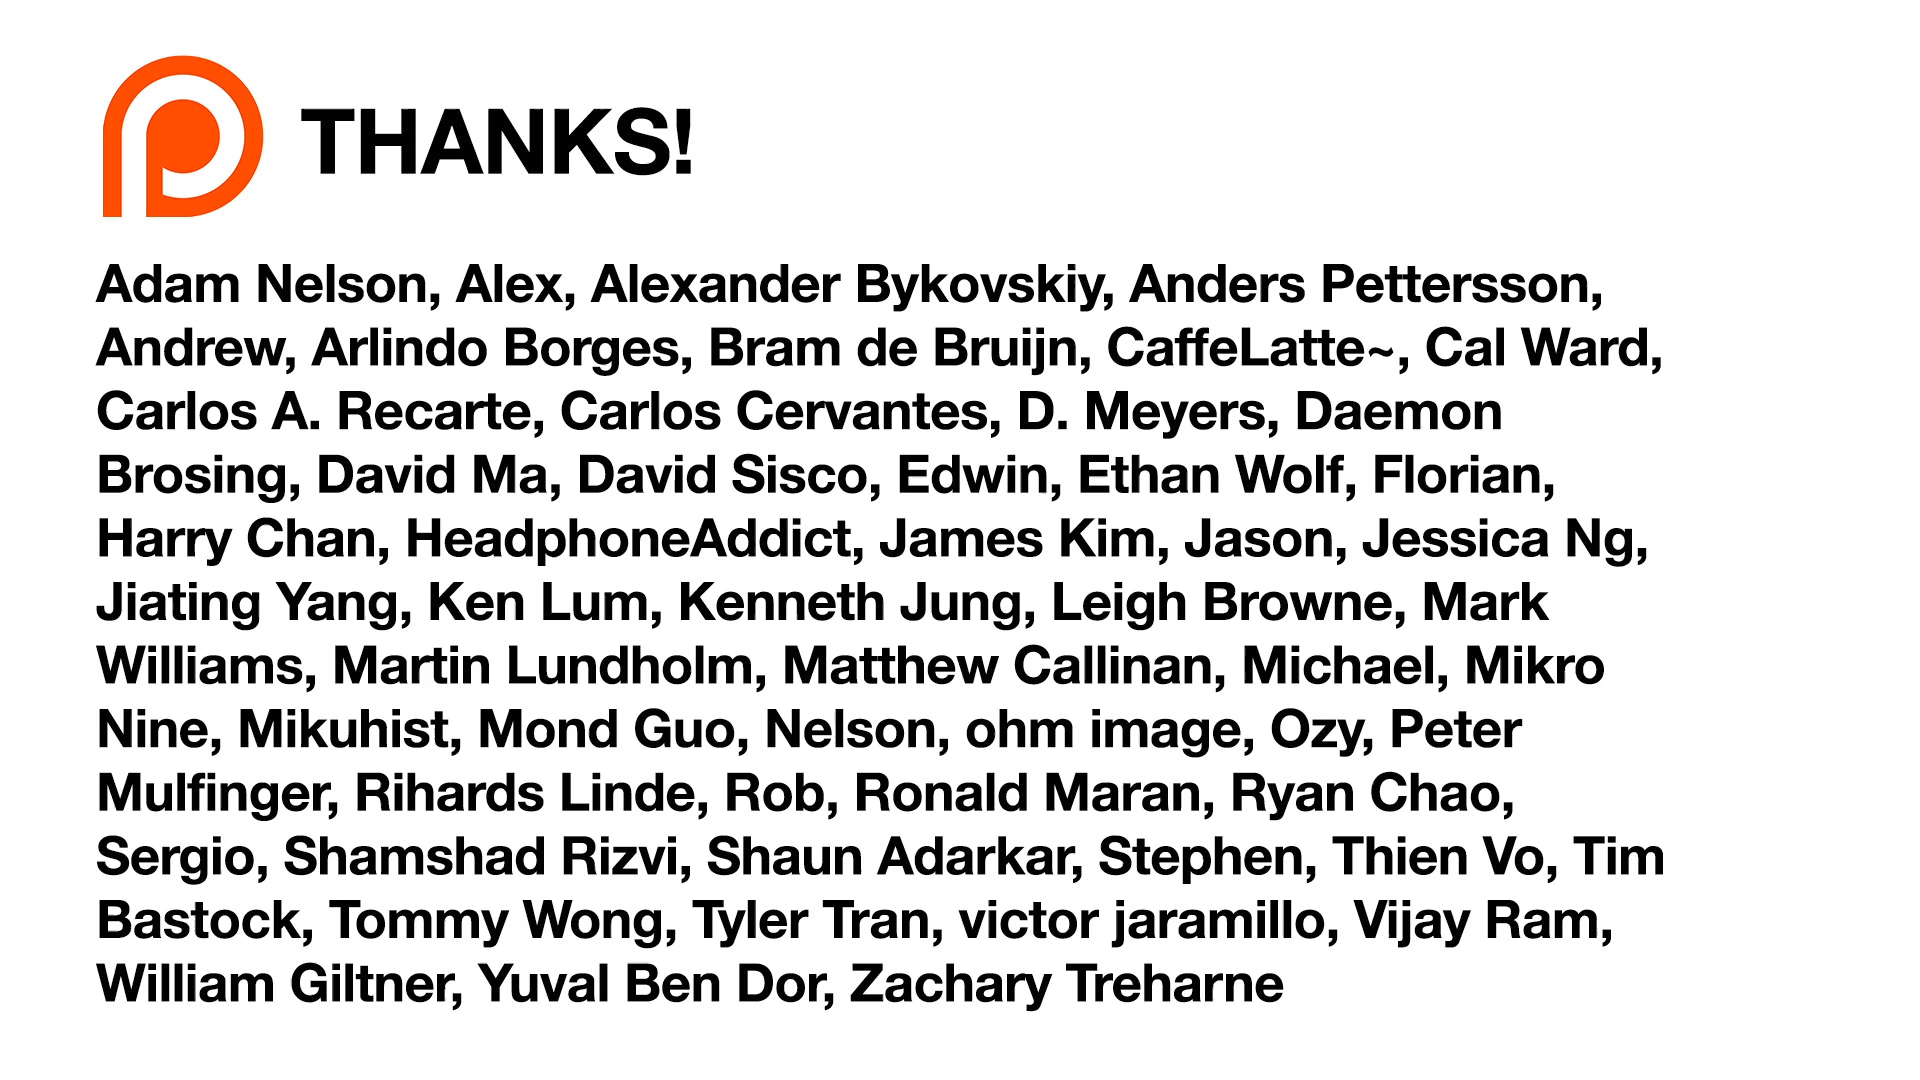 THANKS!
Adam Nelson, Alex, Alexander Bykovskiy, Anders Pettersson,
Andrew, Arlindo Borges, Bram de Bruijn, CaffeLatte~, Cal Ward,
Carlos A. Recarte, Carlos Cervantes, D. Meyers, Daemon
Brosing, David Ma, David Sisco, Edwin, Ethan Wolf, Florian,
Harry Chan, HeadphoneAddict, James Kim, Jason, Jessica Ng,
Jiating Yang, Ken Lum, Kenneth Jung, Leigh Browne, Mark
Williams, Martin Lundholm, Matthew Callinan, Michael, Mikro
Nine, Mikuhist, Mond Guo, Nelson, ohm image, Ozy, Peter
Mulfinger, Rihards Linde, Rob, Ronald Maran, Ryan Chao,
Sergio, Shamshad Rizvi, Shaun Adarkar, Stephen, Thien Vo, Tim
Bastock, Tommy Wong, Tyler Tran, victor jaramillo, Vijay Ram,
William Giltner, Yuval Ben Dor, Zachary Treharne